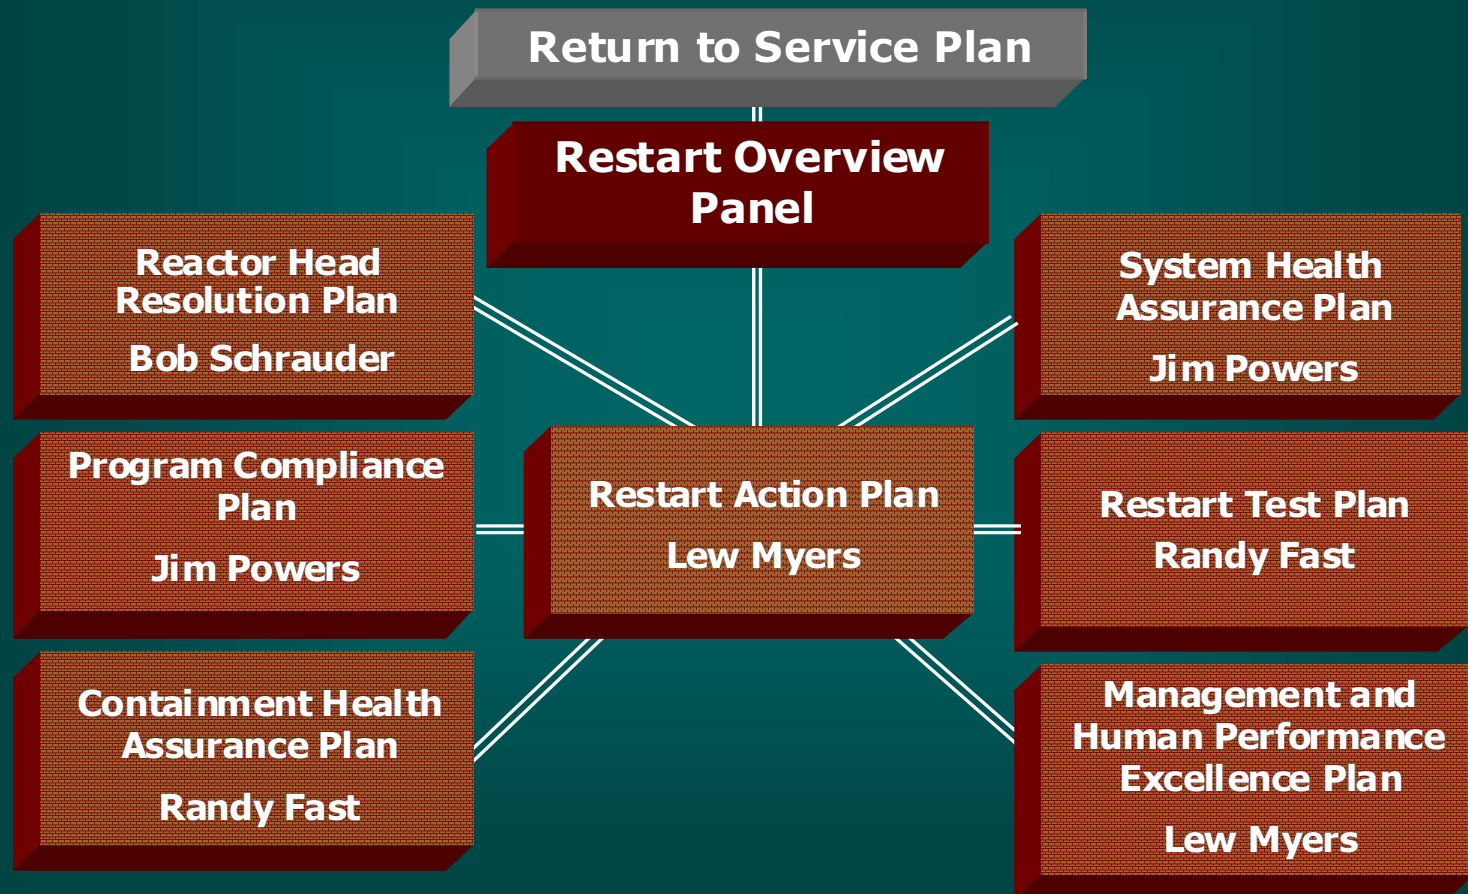 Return to Service Plan
Restart Overview
Panel
Reactor Head
Resolution Plan
Bob Schrauder
System Health
Assurance Plan
Jim Powers
Program Compliance
Plan
Jim Powers
Restart Action Plan
Lew Myers
Restart Test Plan
Randy Fast
Containment Health
Assurance Plan
Randy Fast
Management and
Human Performance
Excellence Plan
Lew Myers